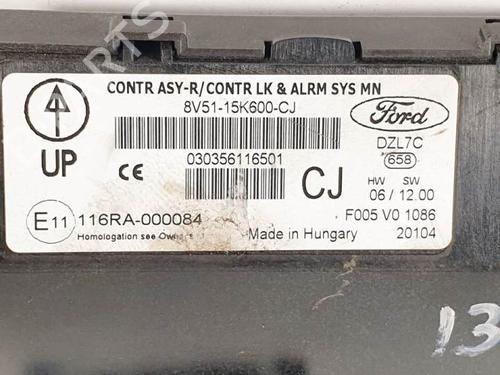 CONTR ASY-R/CONTR LK & ALRM SYS MN
8V51-15K600-CJ
Ford
DZL7C
658
UP
CE
030356116501
CJ
HW SW
06 / 12.00
E11 116RA-000084
F005 V0 1086
Homologation see Owners
Made in Hungary
20104
13